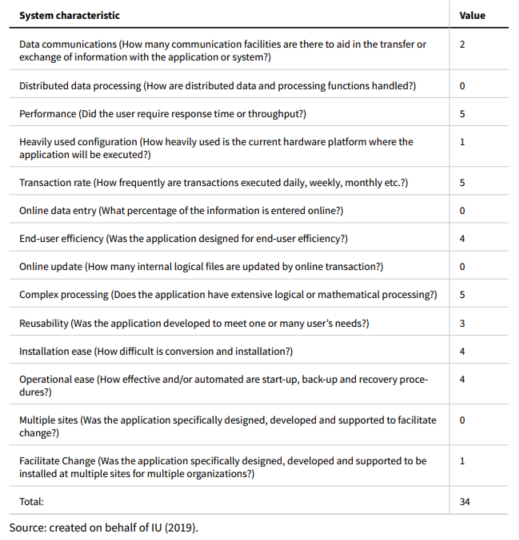 System characteristic Value
Data communications (How many communication facilities are there to aid in the transfer or
exchange of information with the application or system?) 2
Distributed data processing (How are distributed data and processing functions handled?) 0
Performance (Did the user require response time or throughput?) 5
Heavily used configuration (How heavily used is the current hardware platform where the
application will be executed?) 1
Transaction rate (How frequently are transactions executed daily, weekly, monthly etc.?) 5
Online data entry (What percentage of the information is entered online?) 0
End-user efficiency (Was the application designed for end-user efficiency?) 4
Online update (How many internal logical files are updated by online transaction?) 0
Complex processing (Does the application have extensive logical or mathematical processing?) 5
Reusability (Was the application developed to meet one or many user's needs?) 3
Installation ease (How difficult is conversion and installation?) 4
Operational ease (How effective and/or automated are start-up, back-up and recovery proce-
dures?) 4
Multiple sites (Was the application specifically designed, developed and supported to facilitate
change?) 0
Facilitate Change (Was the application specifically designed, developed and supported to be
installed at multiple sites for multiple organizations?) 1
Total: 34
Source: created on behalf of IU (2019).